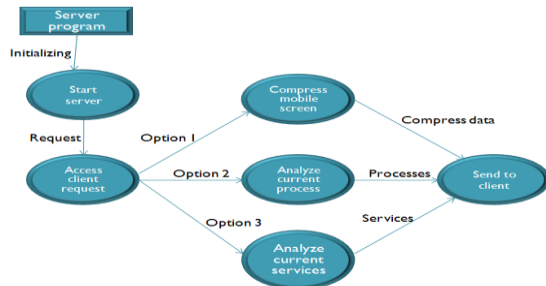 Server
program
Initializing
Start
server
Request
Access
client
request
Option 1
Option 2
Option 3
Compress
mobile
screen
Analyze
current
process
Analyze
current
services
Compress data
Processes
Services
Send to
client